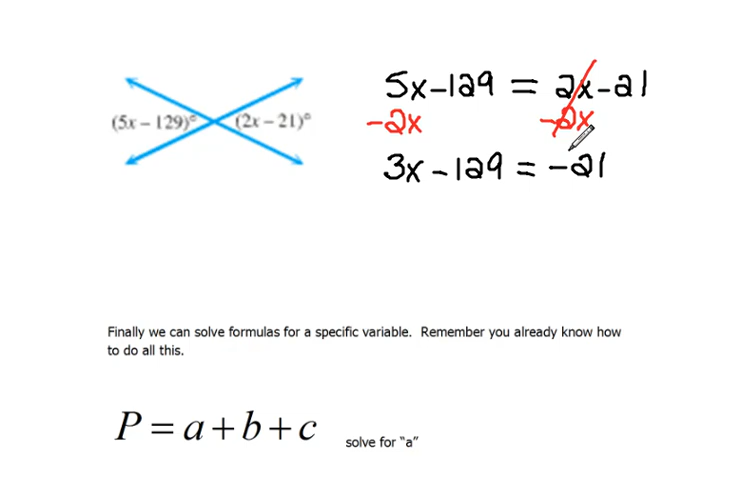 5x-129 = 2x-21
(5x – 129)° (2x – 21)°
-2x -2x
3x-129 = -21
Finally we can solve formulas for a specific variable. Remember you already know how
to do all this.
P = a + b + c solve for "a"